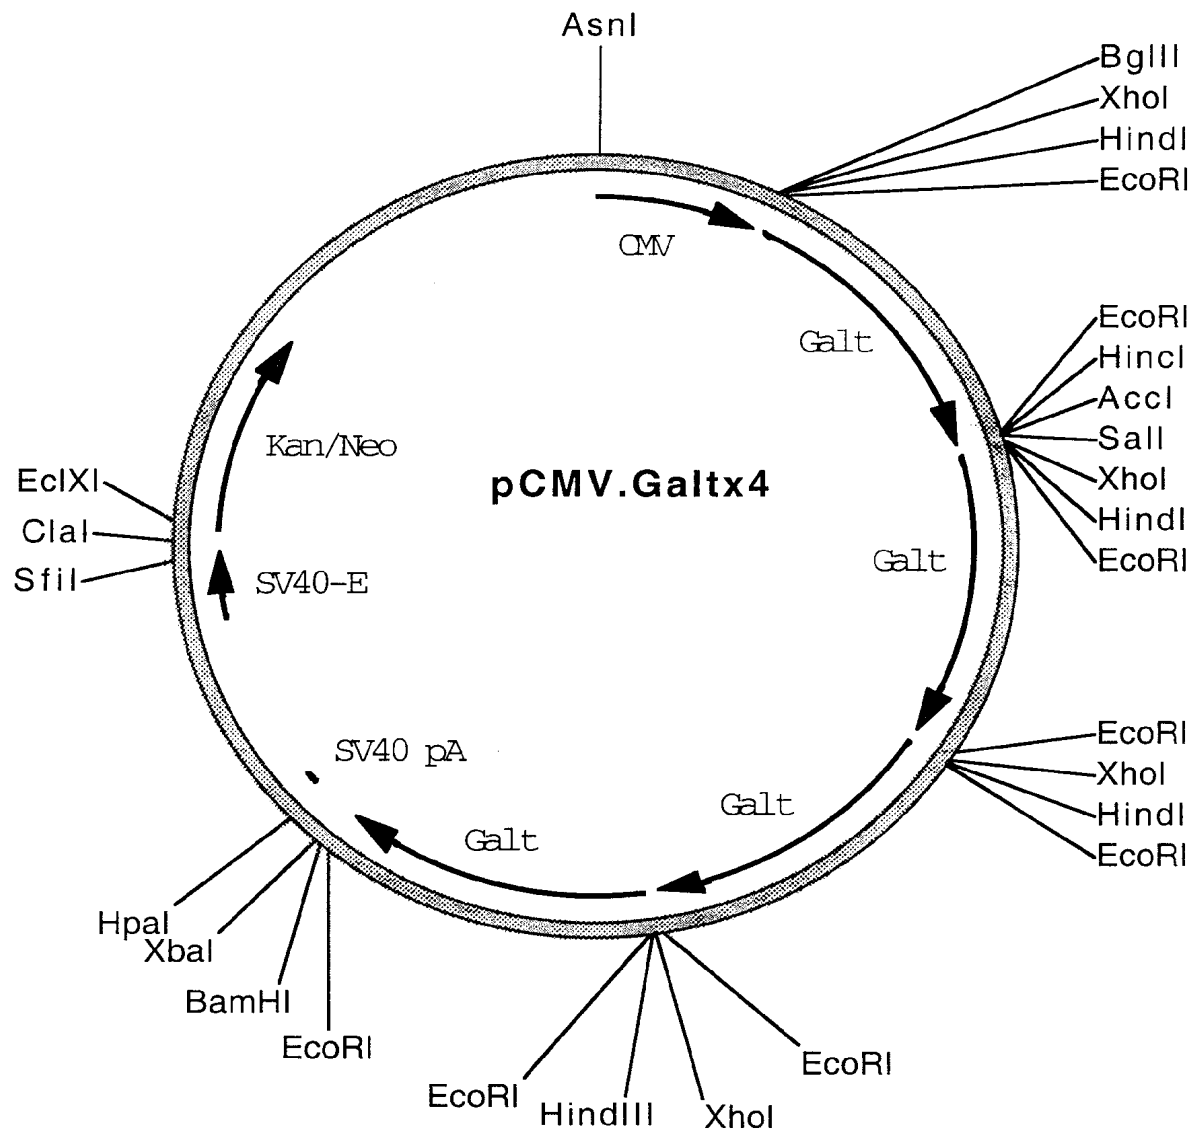 AsnI
BglII
XhoI
HindI
EcoRI
CMV
Galt
EcoRI
HincI
AccI
SalI
XhoI
HindI
EcoRI
Kan/Neo
pCMV.Galtx4
EclXI
ClaI
SfiI
SV40-E
Galt
EcoRI
XhoI
HindI
EcoRI
SV40 pA
Galt
Galt
HpaI
XbaI
BamHI
EcoRI
EcoRI
HindIII
XhoI
EcoRI